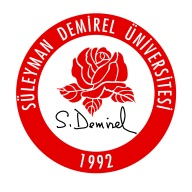 SÜLEYMAN DEMİREL ÜNİVERSİTESİ
S. Demirel
1992